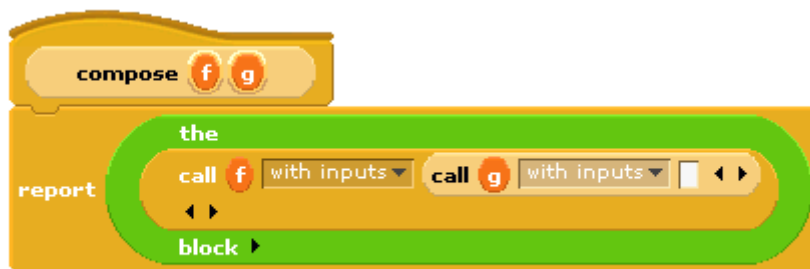 compose f g
the
call f with inputs call g with inputs
report
block